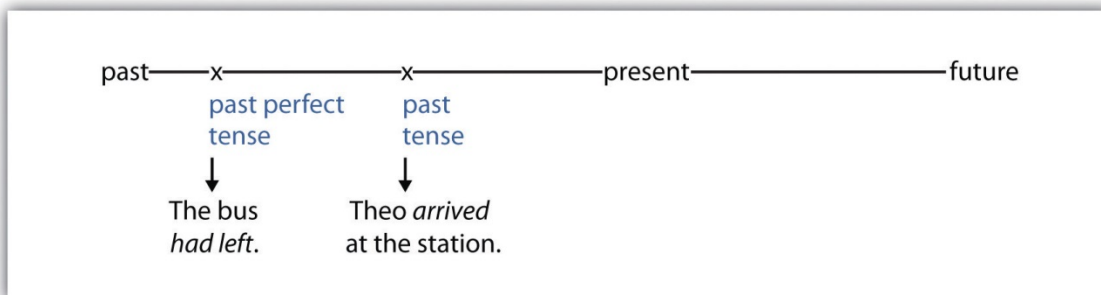 past x x present future
past perfect past
tense tense
The bus Theo arrived
had left. at the station.